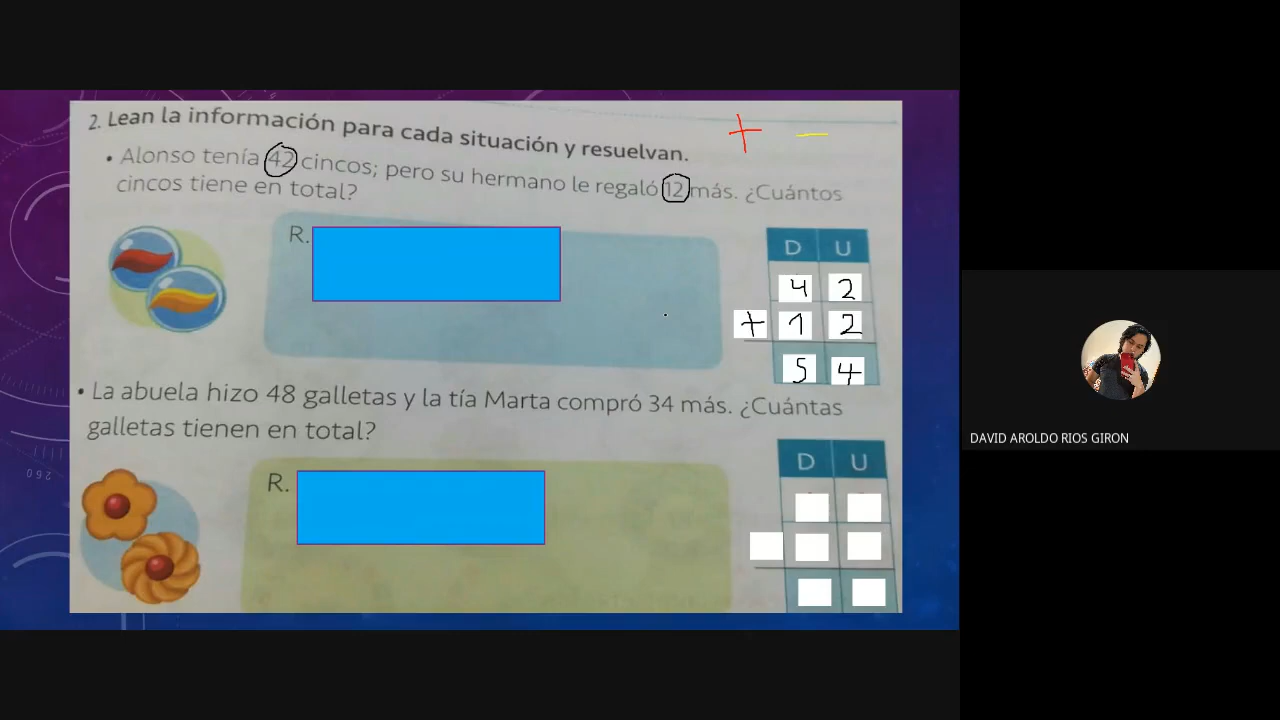 2. Lean la información para cada situación y resuelvan.
+ −
• Alonso tenía 42 cincos; pero su hermano le regaló 12 más. ¿Cuántos
cincos tiene en total?
R.
D U
4 2
+ 1 2
5 4
• La abuela hizo 48 galletas y la tía Marta compró 34 más. ¿Cuántas
galletas tienen en total?
R.
D U
260
DAVID AROLDO RIOS GIRON